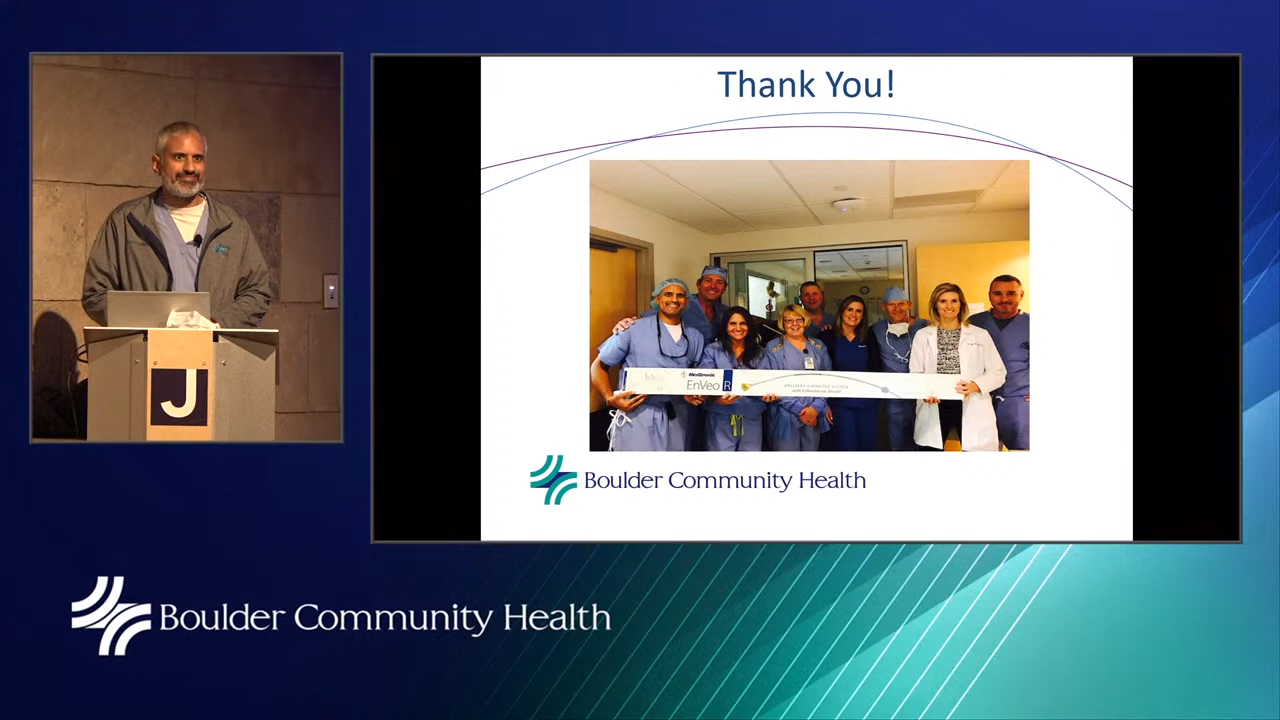 Thank You!
Medtronic
EnVeo R
DELIVERY CATHETER SYSTEM
Boulder Community Health
J
Boulder Community Health